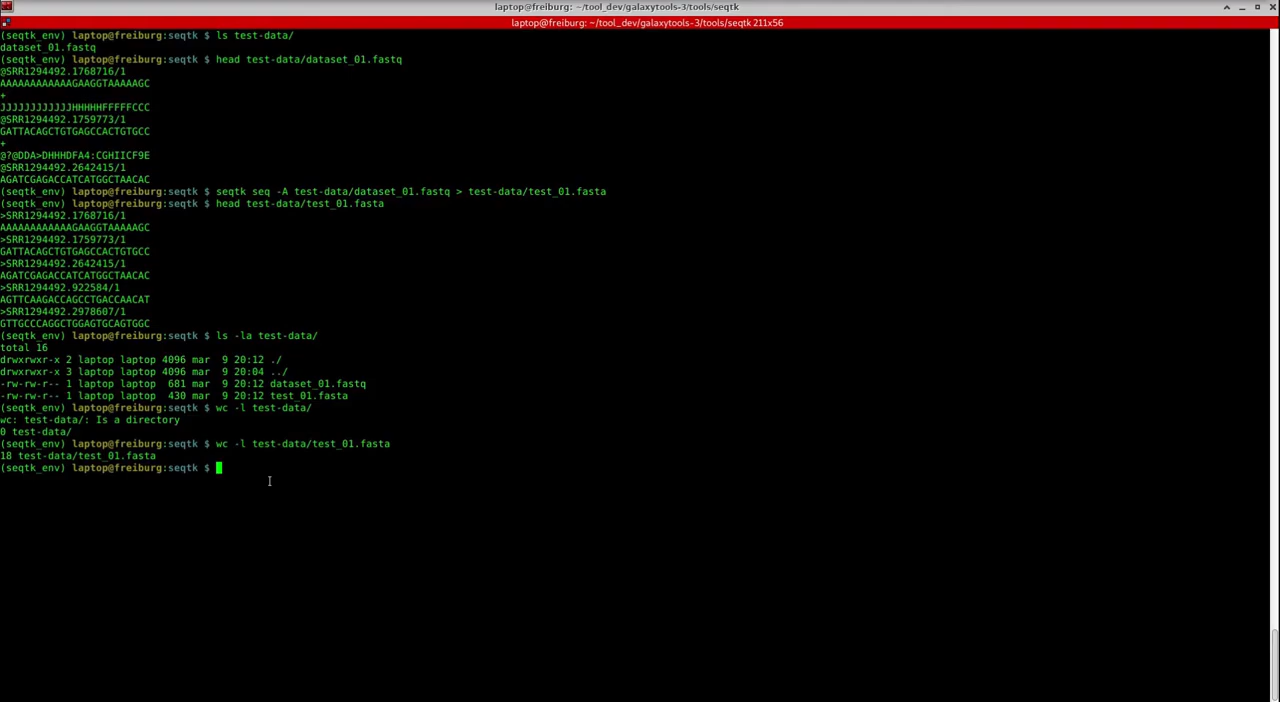 laptop@freiburg: ~/tool_dev/galaxytools-3/tools/seqtk
laptop@freiburg: ~/tool_dev/galaxytools-3/tools/seqtk 211x56
(seqtk_env) laptop@freiburg:seqtk $ ls test-data/
dataset_01.fastq
(seqtk_env) laptop@freiburg:seqtk $ head test-data/dataset_01.fastq
@SRR1294492.1768716/1
AAAAAAAAAAAAGAAGGTAAAAAGC
+
JJJJJJJJJJJJHHHHHFFFFFCCC
@SRR1294492.1759773/1
GATTACAGCTGTGAGCCACTGTGCC
+
@?@DDA>DHHHDFA4:CGHIICF9E
@SRR1294492.2642415/1
AGATCGAGACCATCATGGCTAACAC
(seqtk_env) laptop@freiburg:seqtk $ seqtk seq -A test-data/dataset_01.fastq > test-data/test_01.fasta
(seqtk_env) laptop@freiburg:seqtk $ head test-data/test_01.fasta
>SRR1294492.1768716/1
AAAAAAAAAAAAGAAGGTAAAAAGC
>SRR1294492.1759773/1
GATTACAGCTGTGAGCCACTGTGCC
>SRR1294492.2642415/1
AGATCGAGACCATCATGGCTAACAC
>SRR1294492.922584/1
AGTTCAAGACCAGCCTGACCAACAT
>SRR1294492.2978607/1
GTTGCCCAGGCTGGAGTGCAGTGGC
(seqtk_env) laptop@freiburg:seqtk $ ls -la test-data/
total 16
drwxrwxr-x 2 laptop laptop 4096 mar  9 20:12 ./
drwxrwxr-x 3 laptop laptop 4096 mar  9 20:04 ../
-rw-rw-r-- 1 laptop laptop  681 mar  9 20:12 dataset_01.fastq
-rw-rw-r-- 1 laptop laptop  430 mar  9 20:12 test_01.fasta
(seqtk_env) laptop@freiburg:seqtk $ wc -l test-data/
wc: test-data/: Is a directory
0 test-data/
(seqtk_env) laptop@freiburg:seqtk $ wc -l test-data/test_01.fasta
18 test-data/test_01.fasta
(seqtk_env) laptop@freiburg:seqtk $